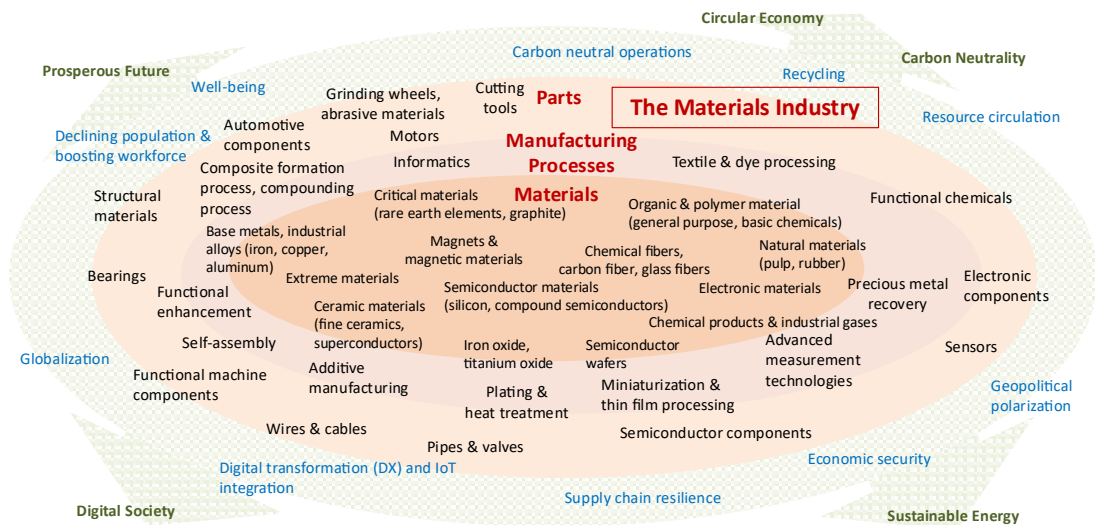 Circular Economy
Carbon neutral operations
Carbon Neutrality
Prosperous Future
Recycling
Well-being
Cutting
tools
Grinding wheels,
abrasive materials
Parts
The Materials Industry
Resource circulation
Automotive
components
Motors
Declining population &
boosting workforce
Manufacturing
Processes
Informatics
Textile & dye processing
Composite formation
process, compounding
process
Structural
materials
Critical materials
(rare earth elements, graphite)
Materials
Organic & polymer material
(general purpose, basic chemicals)
Functional chemicals
Base metals, industrial
alloys (iron, copper,
aluminum)
Magnets &
magnetic materials
Chemical fibers,
carbon fiber, glass fibers
Natural materials
(pulp, rubber)
Bearings
Extreme materials
Semiconductor materials
(silicon, compound semiconductors)
Electronic materials
Precious metal
recovery
Electronic
components
Functional
enhancement
Ceramic materials
(fine ceramics,
superconductors)
Chemical products & industrial gases
Self-assembly
Iron oxide,
titanium oxide
Semiconductor
wafers
Advanced
measurement
technologies
Sensors
Globalization
Functional machine
components
Additive
manufacturing
Plating &
heat treatment
Miniaturization &
thin film processing
Geopolitical
polarization
Wires & cables
Pipes & valves
Semiconductor components
Digital transformation (DX) and IoT
integration
Economic security
Supply chain resilience
Digital Society
Sustainable Energy